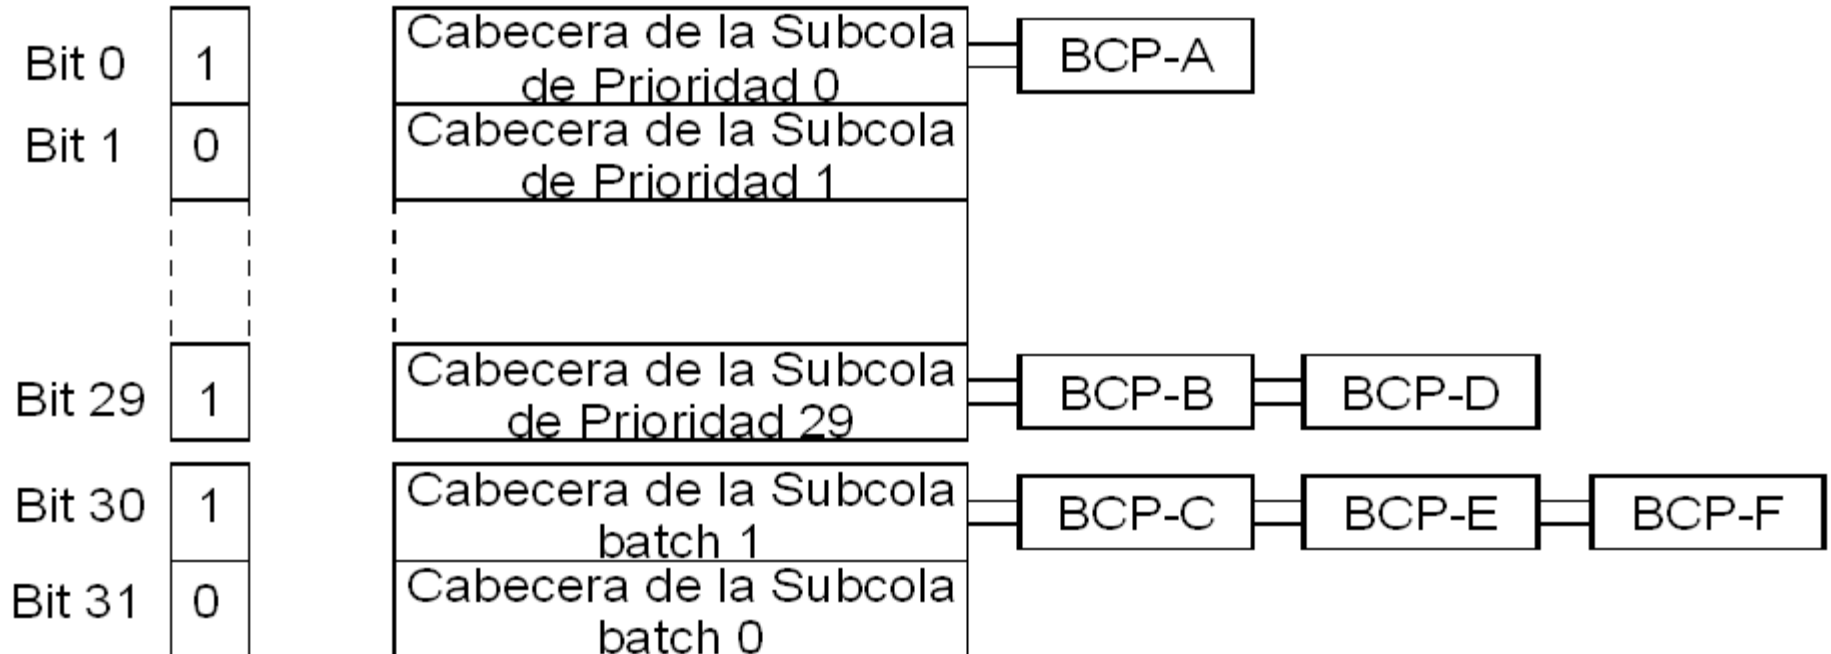 Bit 0 1 Cabecera de la Subcola
de Prioridad 0 BCP-A
Bit 1 0 Cabecera de la Subcola
de Prioridad 1
Bit 29 1 Cabecera de la Subcola
de Prioridad 29 BCP-B BCP-D
Bit 30 1 Cabecera de la Subcola
batch 1 BCP-C BCP-E BCP-F
Bit 31 0 Cabecera de la Subcola
batch 0